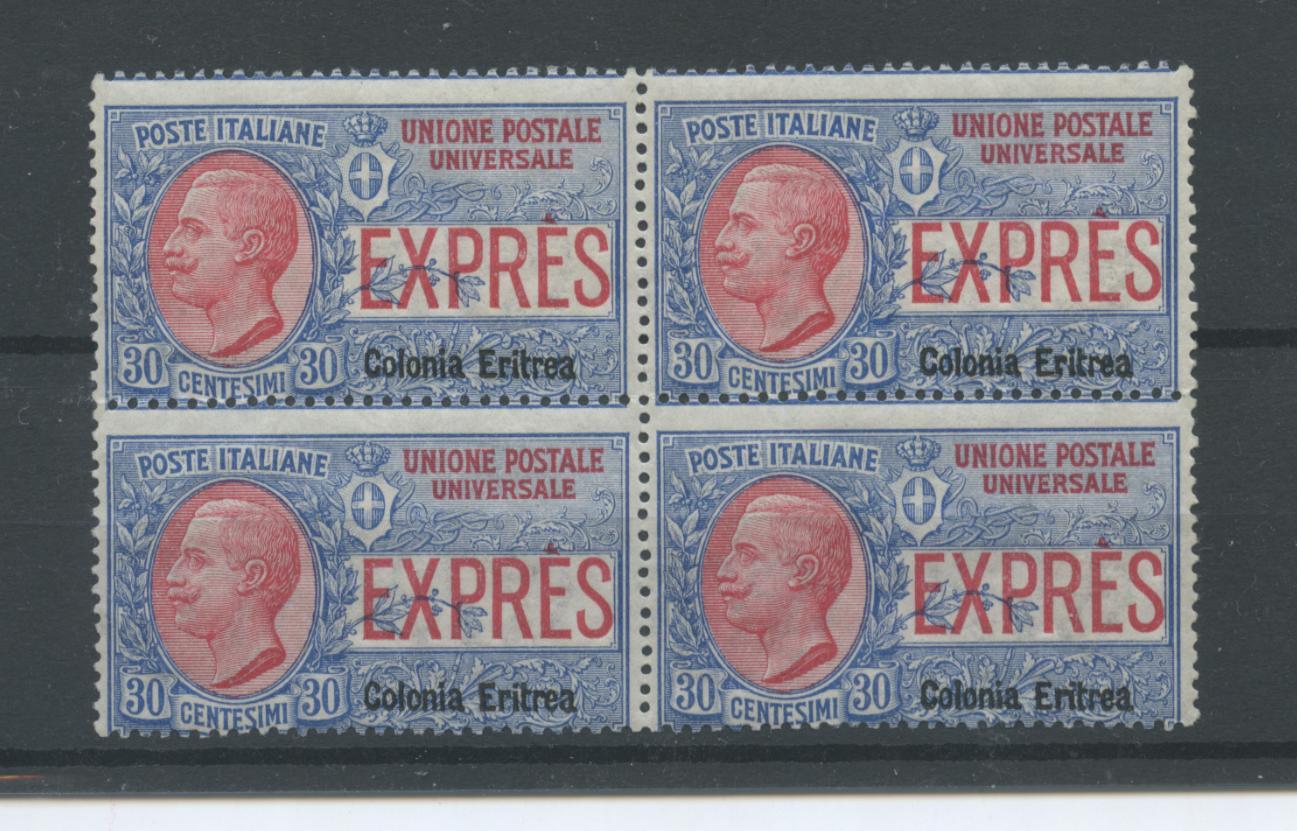 POSTE ITALIANE
UNIONE POSTALE
UNIVERSALE
EXPRÈS
30 CENTESIMI 30
Colonia Eritrea
POSTE ITALIANE
UNIONE POSTALE
UNIVERSALE
EXPRÈS
30 CENTESIMI 30
Colonia Eritrea
POSTE ITALIANE
UNIONE POSTALE
UNIVERSALE
EXPRÈS
30 CENTESIMI 30
Colonia Eritrea
POSTE ITALIANE
UNIONE POSTALE
UNIVERSALE
EXPRÈS
30 CENTESIMI 30
Colonia Eritrea